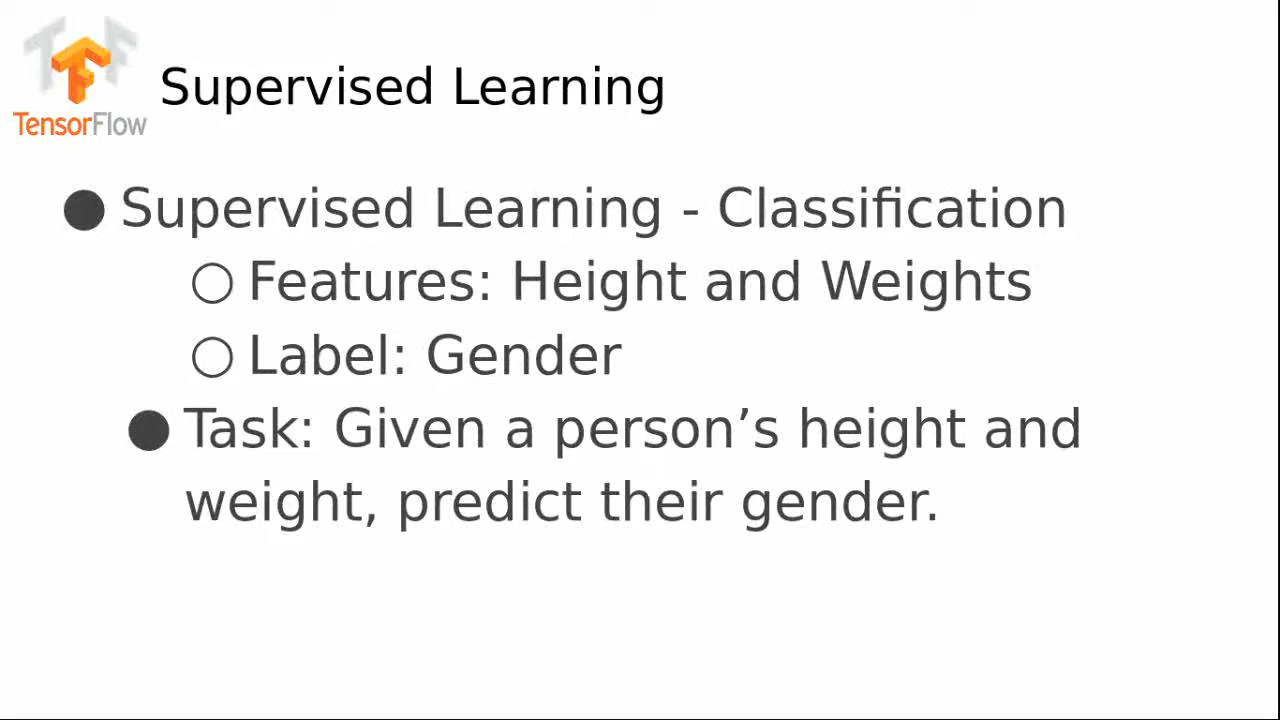 TensorFlow
Supervised Learning
● Supervised Learning - Classification
○ Features: Height and Weights
○ Label: Gender
● Task: Given a person’s height and
weight, predict their gender.